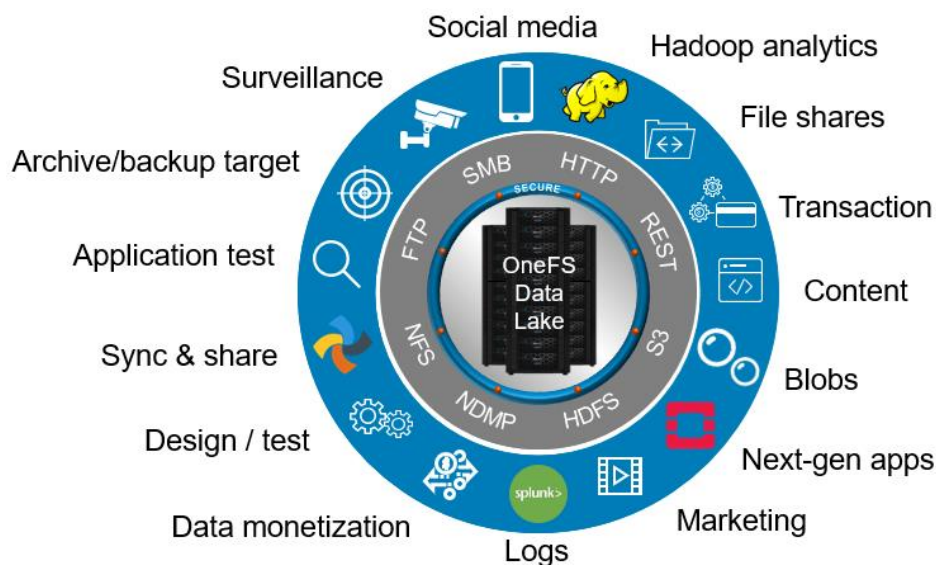 Social media
Hadoop analytics
Surveillance
File shares
Archive/backup target
Transaction
Application test
Content
Sync & share
Blobs
Design / test
Next-gen apps
Data monetization
Marketing
Logs
splunk>
SMB
HTTP
FTP
REST
NFS
S3
NDMP
HDFS
SECURE
OneFS
Data
Lake